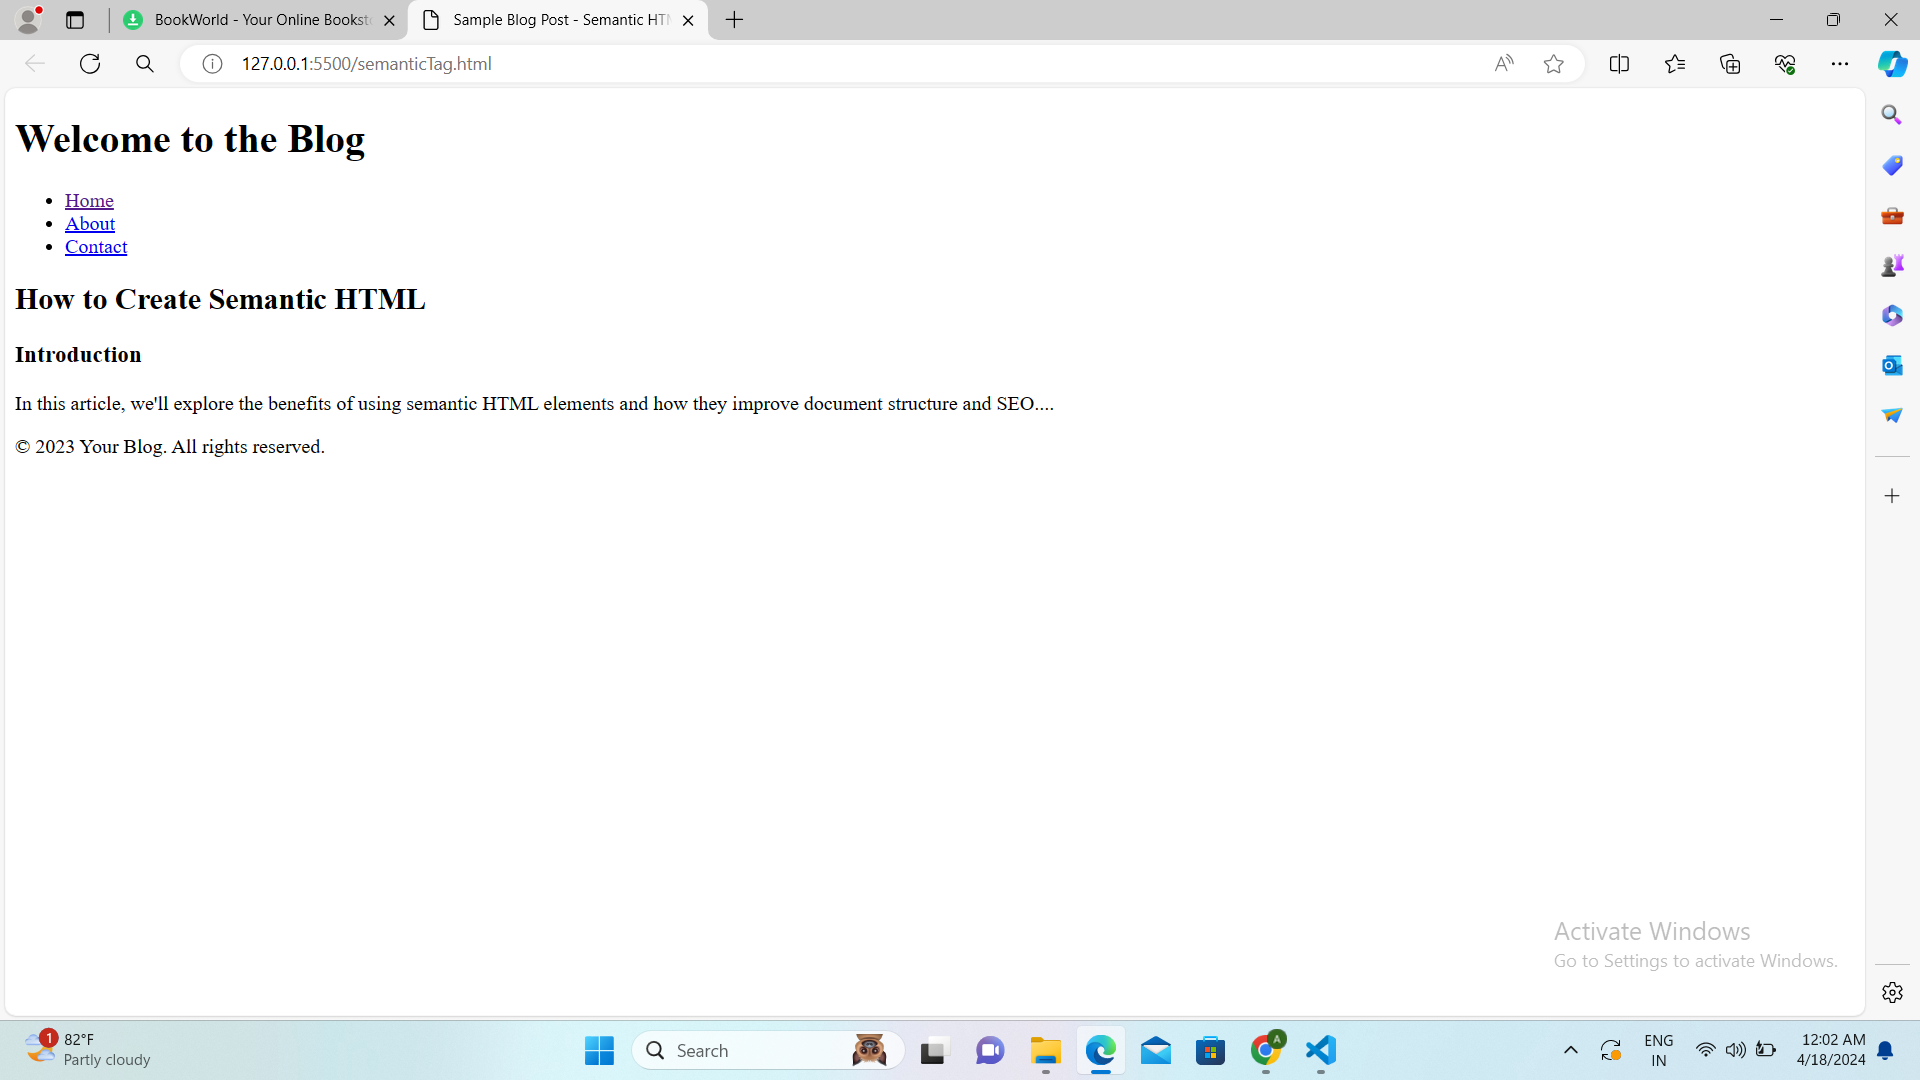 BookWorld - Your Online Booksto
Sample Blog Post - Semantic HTM
127.0.0.1:5500/semanticTag.html
Welcome to the Blog
Home
About
Contact
How to Create Semantic HTML
Introduction
In this article, we'll explore the benefits of using semantic HTML elements and how they improve document structure and SEO....
© 2023 Your Blog. All rights reserved.
Activate Windows
Go to Settings to activate Windows.
1
82°F
Partly cloudy
Search
A
ENG
IN
12:02 AM
4/18/2024